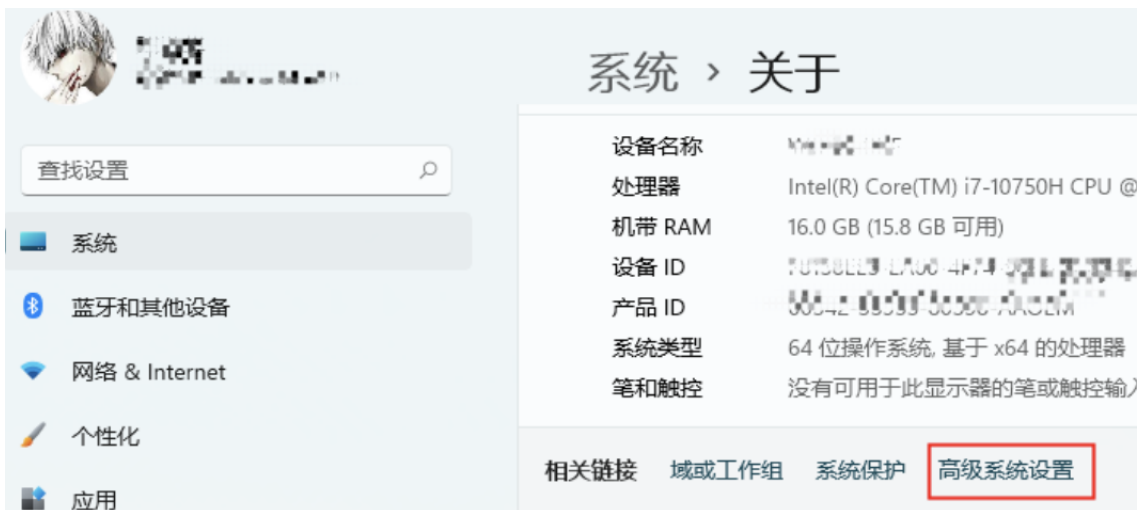 系统 › 关于
查找设置
系统
蓝牙和其他设备
网络 & Internet
个性化
应用
设备名称
处理器 Intel(R) Core(TM) i7-10750H CPU @
机带 RAM 16.0 GB (15.8 GB 可用)
设备 ID
产品 ID
系统类型 64 位操作系统, 基于 x64 的处理器
笔和触控 没有可用于此显示器的笔或触控输入
相关链接 域或工作组 系统保护 高级系统设置